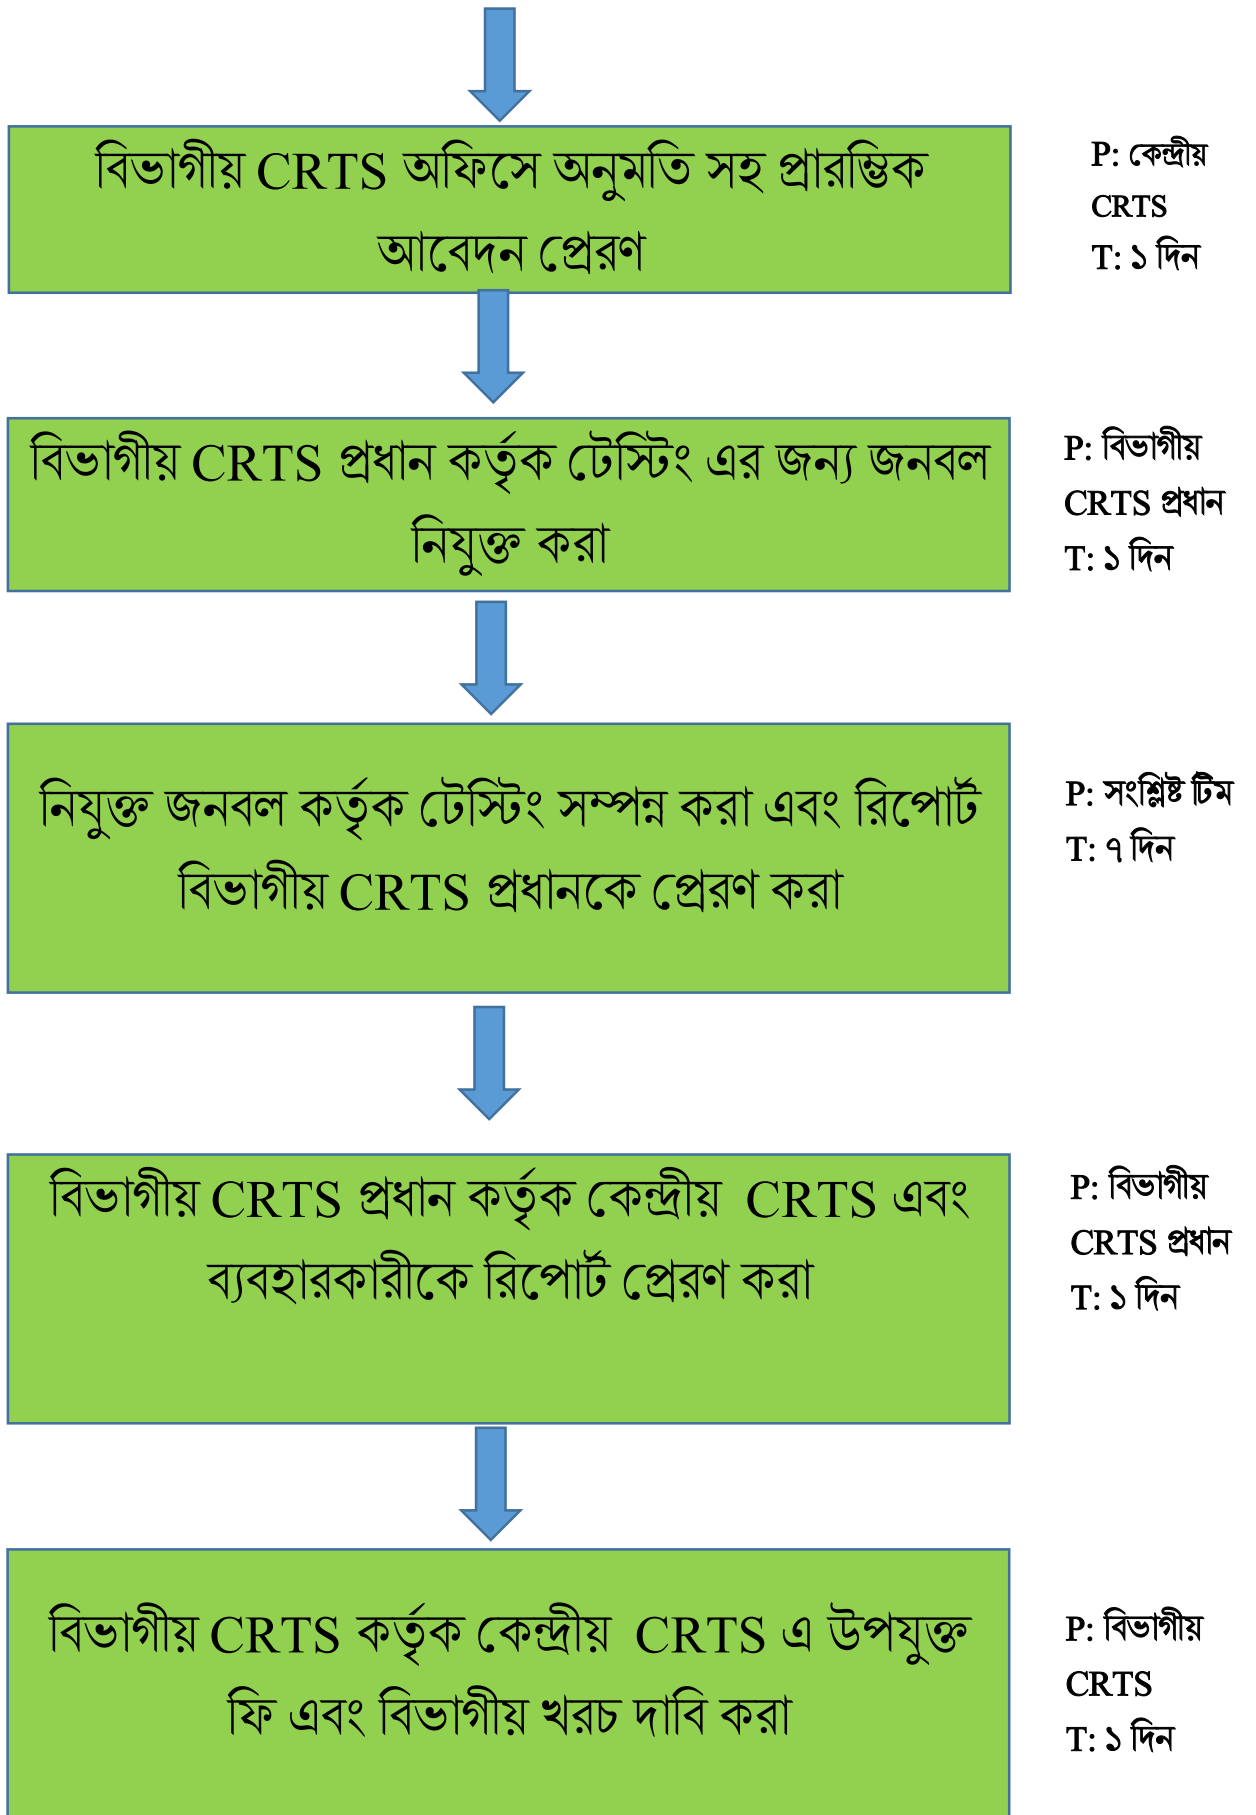 বিভাগীয় CRTS অফিসে অনুমতি সহ প্রারম্ভিক
আবেদন প্রেরণ
P: কেন্দ্রীয়
CRTS
T: ১ দিন
বিভাগীয় CRTS প্রধান কর্তৃক টেস্টিং এর জন্য জনবল
নিযুক্ত করা
P: বিভাগীয়
CRTS প্রধান
T: ১ দিন
নিযুক্ত জনবল কর্তৃক টেস্টিং সম্পন্ন করা এবং রিপোর্ট
বিভাগীয় CRTS প্রধানকে প্রেরণ করা
P: সংশ্লিষ্ট টিম
T: ৭ দিন
বিভাগীয় CRTS প্রধান কর্তৃক কেন্দ্রীয় CRTS এবং
ব্যবহারকারীকে রিপোর্ট প্রেরণ করা
P: বিভাগীয়
CRTS প্রধান
T: ১ দিন
বিভাগীয় CRTS কর্তৃক কেন্দ্রীয় CRTS এ উপযুক্ত
ফি এবং বিভাগীয় খরচ দাবি করা
P: বিভাগীয়
CRTS
T: ১ দিন